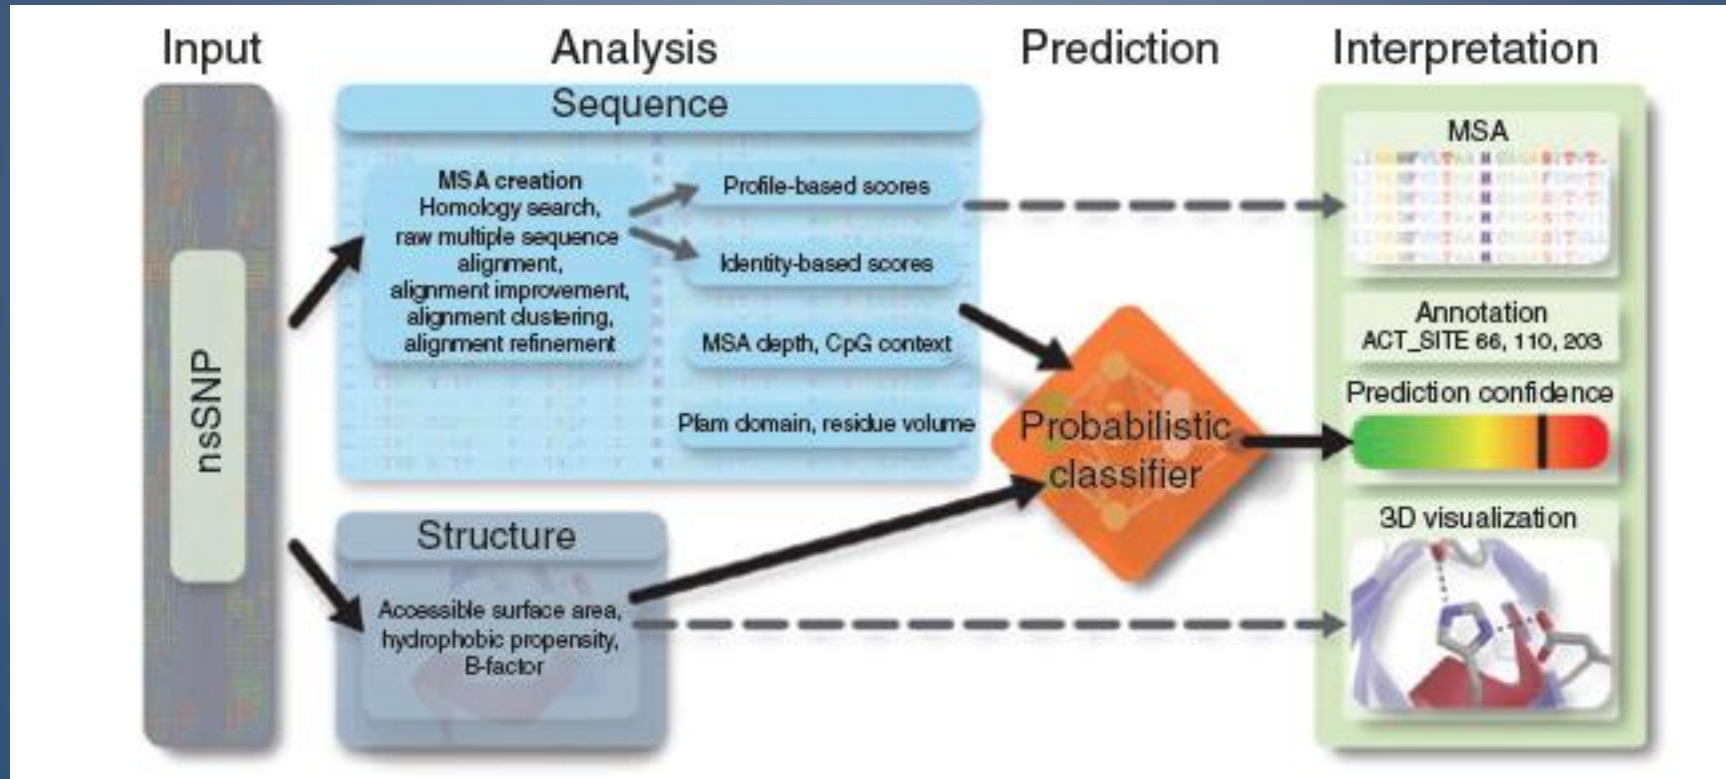 Input
Analysis
Prediction
Interpretation
nsSNP
Sequence
MSA creation
Homology search,
raw multiple sequence
alignment,
alignment improvement,
alignment clustering,
alignment refinement
Profile-based scores
Identity-based scores
MSA depth, CpG context
Pfam domain, residue volume
Structure
Accessible surface area,
hydrophobic propensity,
B-factor
Probabilistic
classifier
MSA
Annotation
ACT_SITE 66, 110, 203
Prediction confidence
3D visualization